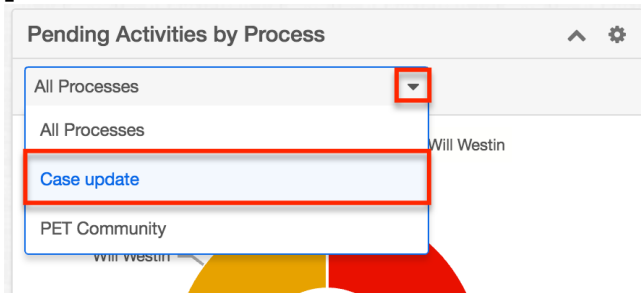 Pending Activities by Process
All Processes
All Processes
Will Westin
Case update
PET Community
Will Westin